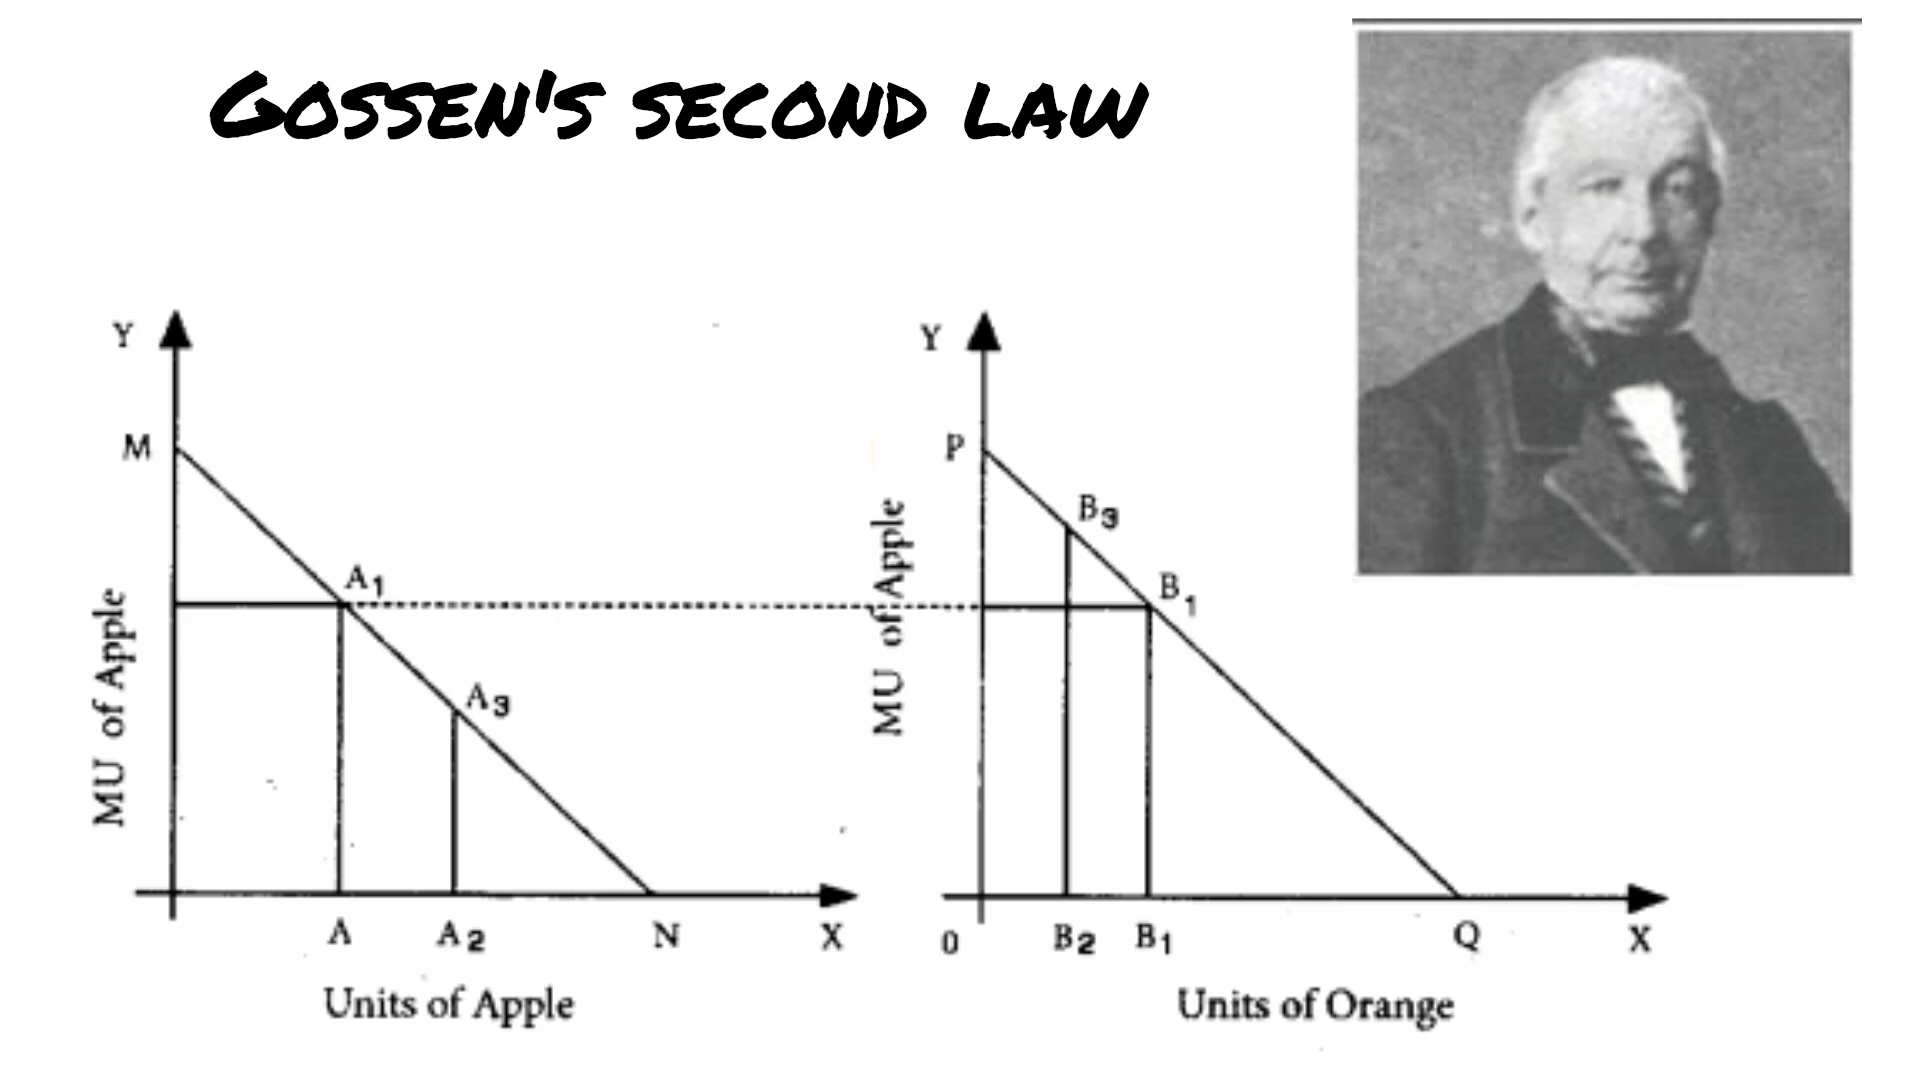 Gossen's second law
Y
M
A1
A3
MU of Apple
A
A2
N
X
Units of Apple
Y
P
B3
B1
MU of Apple
0
B2
B1
Q
X
Units of Orange